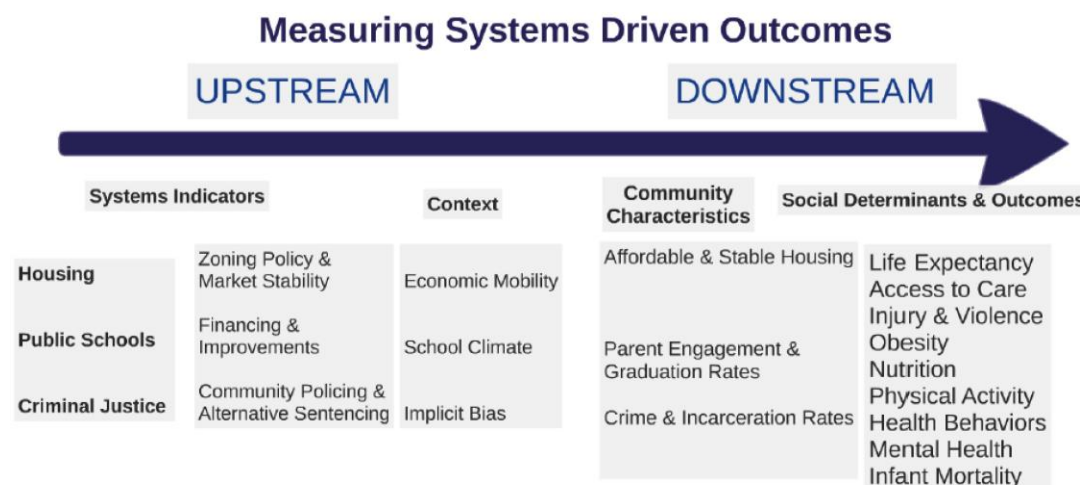 Measuring Systems Driven Outcomes
UPSTREAM
DOWNSTREAM
Systems Indicators
Context
Community
Characteristics
Social Determinants & Outcomes
Housing
Public Schools
Criminal Justice
Zoning Policy &
Market Stability
Financing &
Improvements
Community Policing &
Alternative Sentencing
Economic Mobility
School Climate
Implicit Bias
Affordable & Stable Housing
Parent Engagement &
Graduation Rates
Crime & Incarceration Rates
Life Expectancy
Access to Care
Injury & Violence
Obesity
Nutrition
Physical Activity
Health Behaviors
Mental Health
Infant Mortality